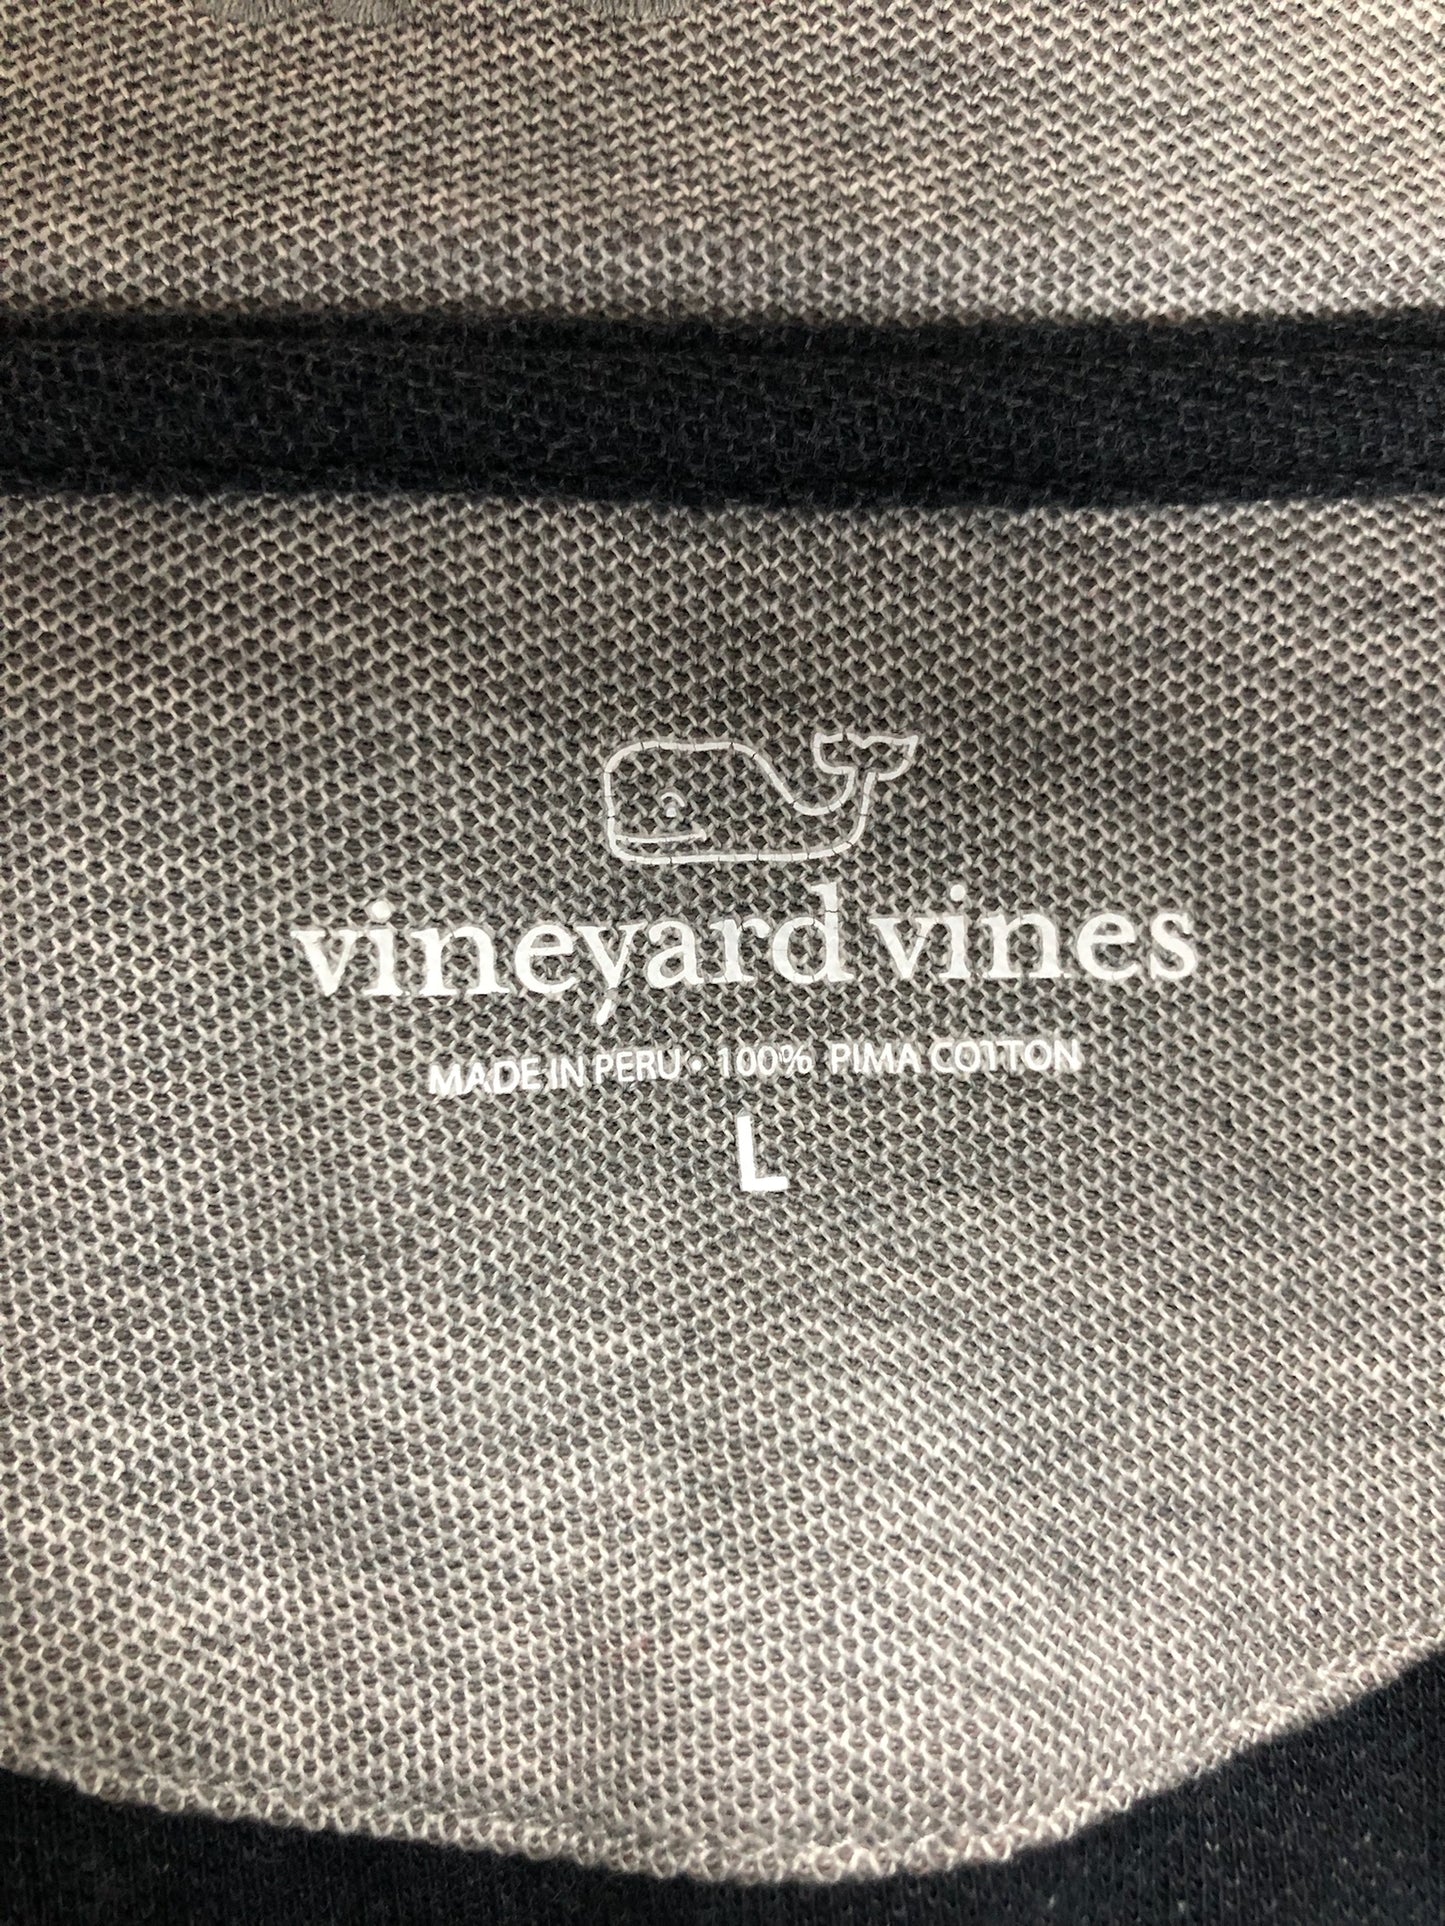 vineyard vines
MADE IN PERU • 100% PIMA COTTON
L